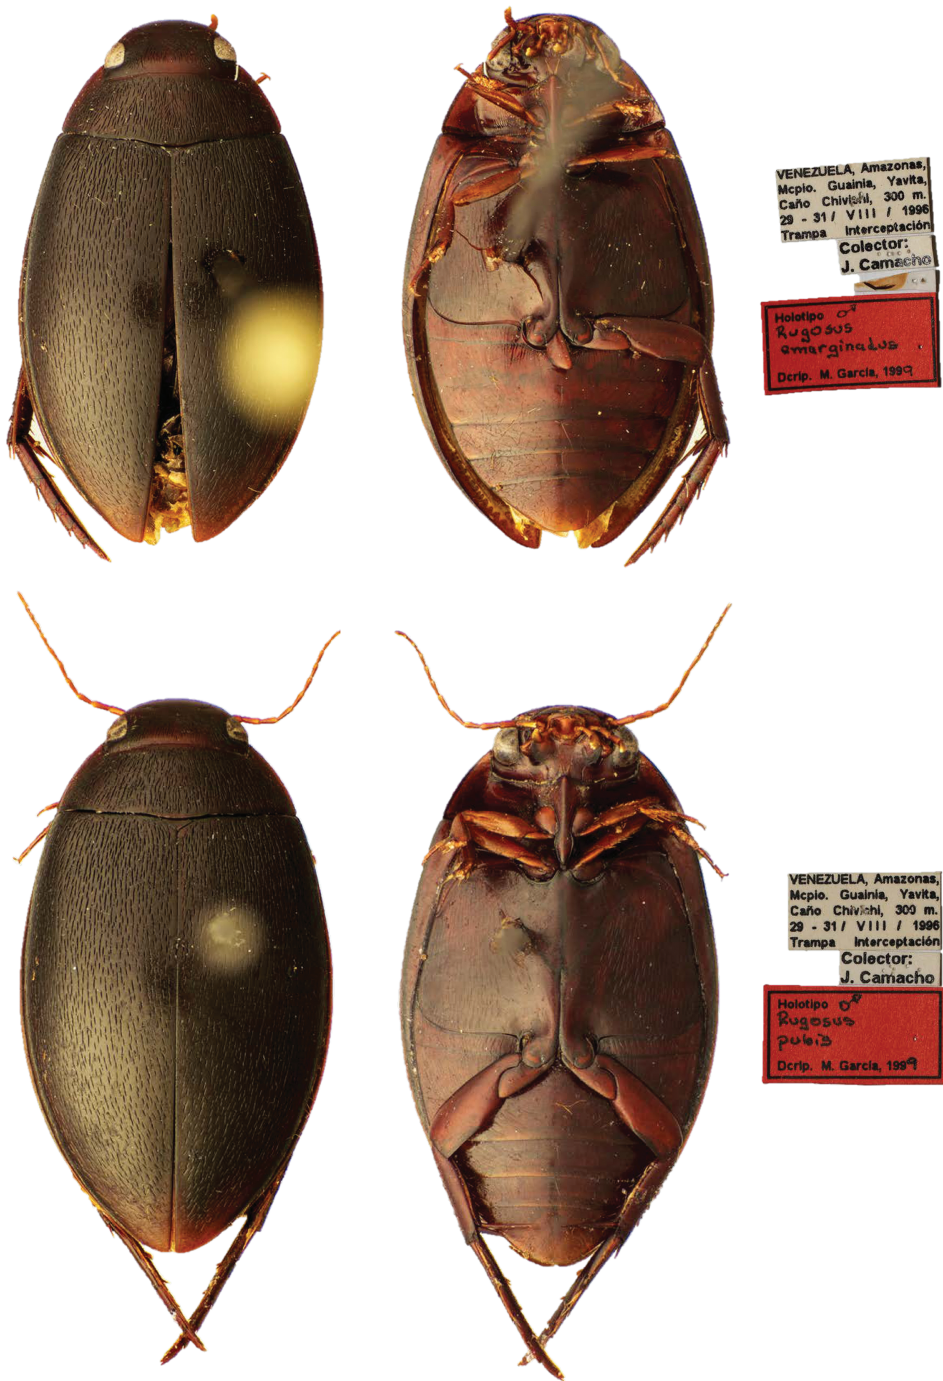 VENEZUELA, Amazonas,
Mcpio. Guainia, Yavita,
Caño Chivishi, 300 m.
29 - 31 / VIII / 1996
Trampa Interceptación
Colector:
J. Camacho
Holotipo ♂
Rugosus
emarginadus
Dcrip. M. García, 1999
VENEZUELA, Amazonas,
Mcpio. Guainia, Yavita,
Caño Chivichi, 300 m.
29 - 31 / VIII / 1996
Trampa Interceptación
Colector:
J. Camacho
Holotipo ♂
Rugosus
pubis
Dcrip. M. García, 1999